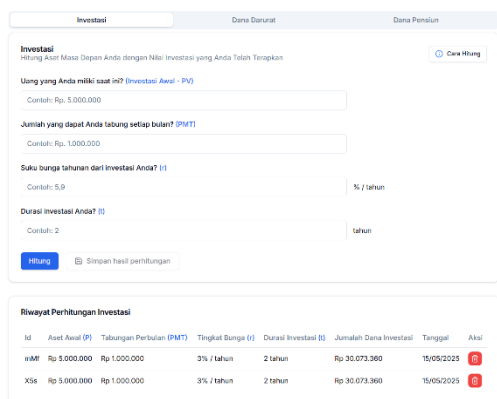 Investasi Dana Darurat Dana Pensiun
Investasi
Hitung Aset Masa Depan Anda dengan Nilai Investasi yang Anda Telah Terapkan
Cara Hitung
Uang yang Anda miliki saat ini? (Investasi Awal - PV)
Contoh: Rp. 5.000.000
Jumlah yang dapat Anda tabung setiap bulan? (PMT)
Contoh: Rp. 1.000.000
Suku bunga tahunan dari investasi Anda? (r)
Contoh: 5,9 % / tahun
Durasi investasi Anda? (t)
Contoh: 2 tahun
Hitung Simpan hasil perhitungan
Riwayat Perhitungan Investasi
Id Aset Awal (P) Tabungan Perbulan (PMT) Tingkat Bunga (r) Durasi Investasi (t) Jumalah Dana Investasi Tanggal Aksi
mMf Rp 5.000.000 Rp 1.000.000 3% / tahun 2 tahun Rp 30.073.360 15/05/2025
X5s Rp 5.000.000 Rp 1.000.000 3% / tahun 2 tahun Rp 30.073.360 15/05/2025